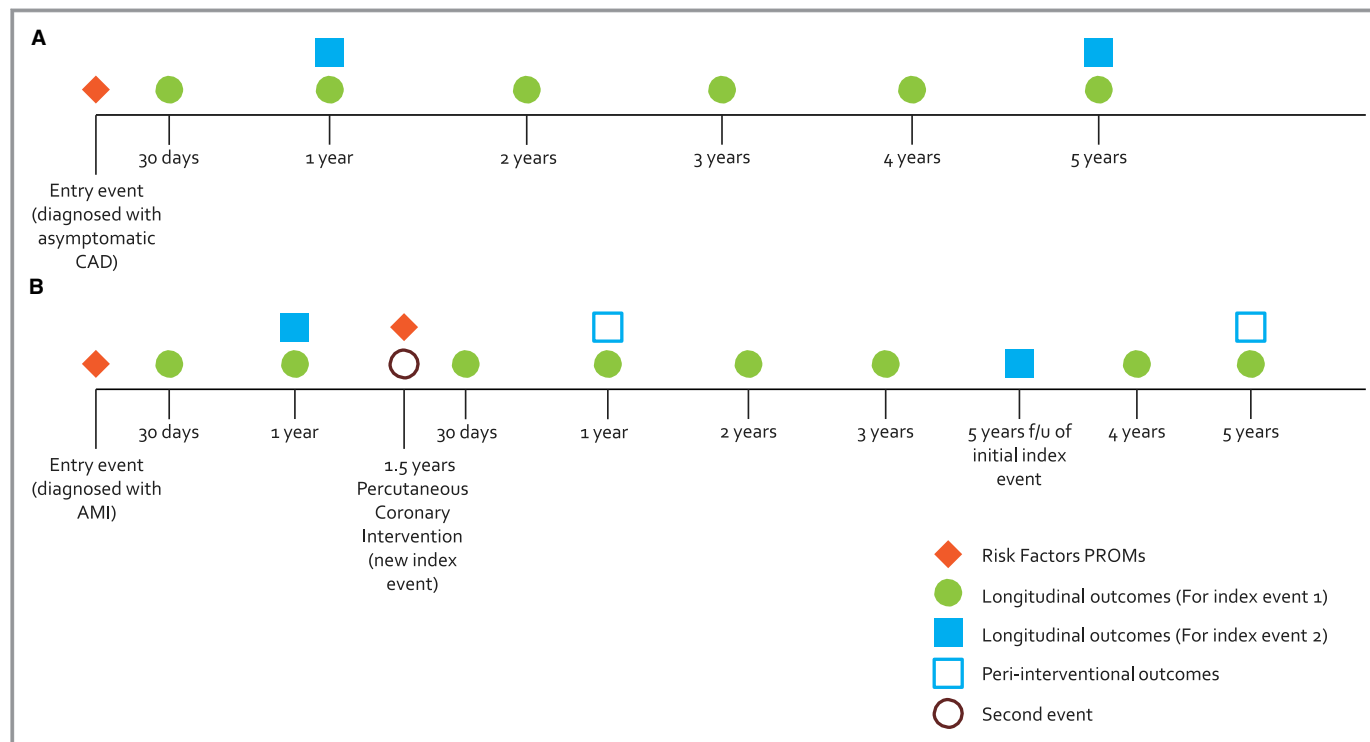 A
30 days
1 year
2 years
3 years
4 years
5 years
Entry event
(diagnosed with
asymptomatic
CAD)
B
30 days
1 year
1.5 years
Percutaneous
Coronary
Intervention
(new index
event)
30 days
1 year
2 years
3 years
5 years f/u of
initial index
event
4 years
5 years
Entry event
(diagnosed with
AMI)
Risk Factors PROMs
Longitudinal outcomes (For index event 1)
Longitudinal outcomes (For index event 2)
Peri-interventional outcomes
Second event